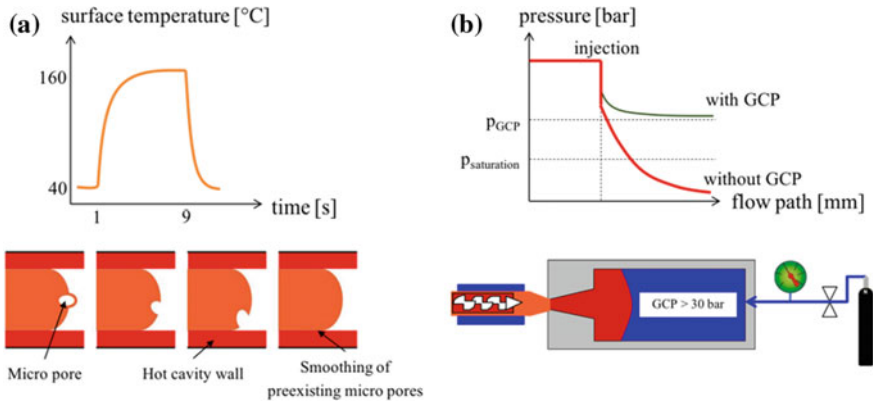 (a)
surface temperature [°C]
160
40
1
9
time [s]
Micro pore
Hot cavity wall
Smoothing of
preexisting micro pores
(b)
pressure [bar]
injection
with GCP
pGCP
psaturation
without GCP
flow path [mm]
GCP > 30 bar